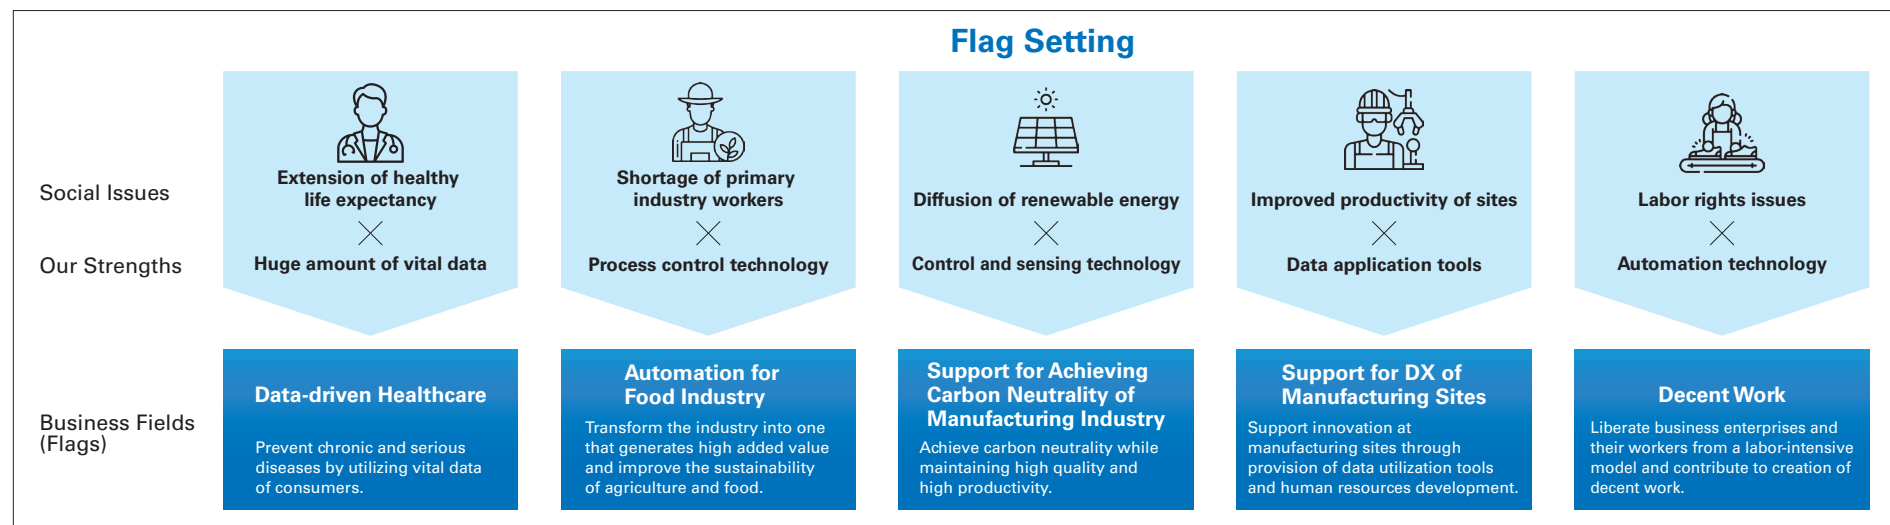 Flag Setting
Social Issues
Our Strengths
Business Fields
(Flags)
Extension of healthy
life expectancy
Huge amount of vital data
Data-driven Healthcare
Prevent chronic and serious
diseases by utilizing vital data
of consumers.
Shortage of primary
industry workers
Process control technology
Automation for
Food Industry
Transform the industry into one
that generates high added value
and improve the sustainability
of agriculture and food.
Diffusion of renewable energy
Control and sensing technology
Support for Achieving
Carbon Neutrality of
Manufacturing Industry
Achieve carbon neutrality while
maintaining high quality and
high productivity.
Improved productivity of sites
Data application tools
Support for DX of
Manufacturing Sites
Support innovation at
manufacturing sites through
provision of data utilization tools
and human resources development.
Labor rights issues
Automation technology
Decent Work
Liberate business enterprises and
their workers from a labor-intensive
model and contribute to creation of
decent work.